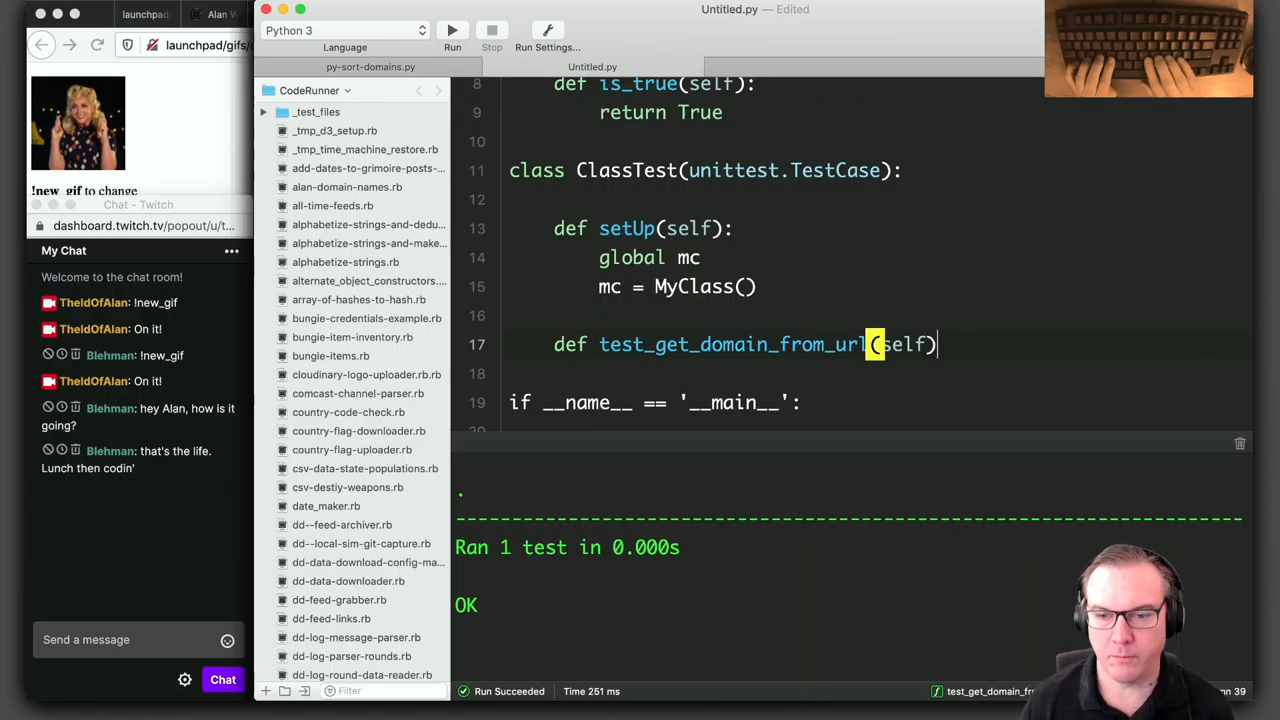 launchpad
Alan W
launchpad/gifs/
!new_gif to change
Chat - Twitch
dashboard.twitch.tv/popout/u/t...
My Chat
Welcome to the chat room!
TheIdOfAlan: !new_gif
TheIdOfAlan: On it!
Blehman: !new_gif
TheIdOfAlan: On it!
Blehman: hey Alan, how is it
going?
Blehman: that's the life.
Lunch then codin'
Send a message
Chat
Untitled.py — Edited
Python 3
Language
Run
Stop
Run Settings...
py-sort-domains.py
Untitled.py
CodeRunner
_test_files
_tmp_d3_setup.rb
_tmp_time_machine_restore.rb
add-dates-to-grimoire-posts-...
alan-domain-names.rb
all-time-feeds.rb
alphabetize-strings-and-dedu...
alphabetize-strings-and-make...
alphabetize-strings.rb
alternate_object_constructors....
array-of-hashes-to-hash.rb
bungie-credentials-example.rb
bungie-item-inventory.rb
bungie-items.rb
cloudinary-logo-uploader.rb.rb
comcast-channel-parser.rb
country-code-check.rb
country-flag-downloader.rb
country-flag-uploader.rb
csv-data-state-populations.rb
csv-destiy-weapons.rb
date_maker.rb
dd--feed-archiver.rb
dd--local-sim-git-capture.rb
dd-data-download-config-ma...
dd-data-downloader.rb
dd-feed-grabber.rb
dd-feed-links.rb
dd-log-message-parser.rb
dd-log-parser-rounds.rb
dd-log-round-data-reader.rb
Filter
8 def is_true(self):
9 return True
10
11 class ClassTest(unittest.TestCase):
12
13 def setUp(self):
14 global mc
15 mc = MyClass()
16
17 def test_get_domain_from_url(self)
18
19 if __name__ == '__main__':
20
.
----------------------------------------------------------------------
Ran 1 test in 0.000s
OK
Run Succeeded
Time 251 ms
test_get_domain_fr
mn 39